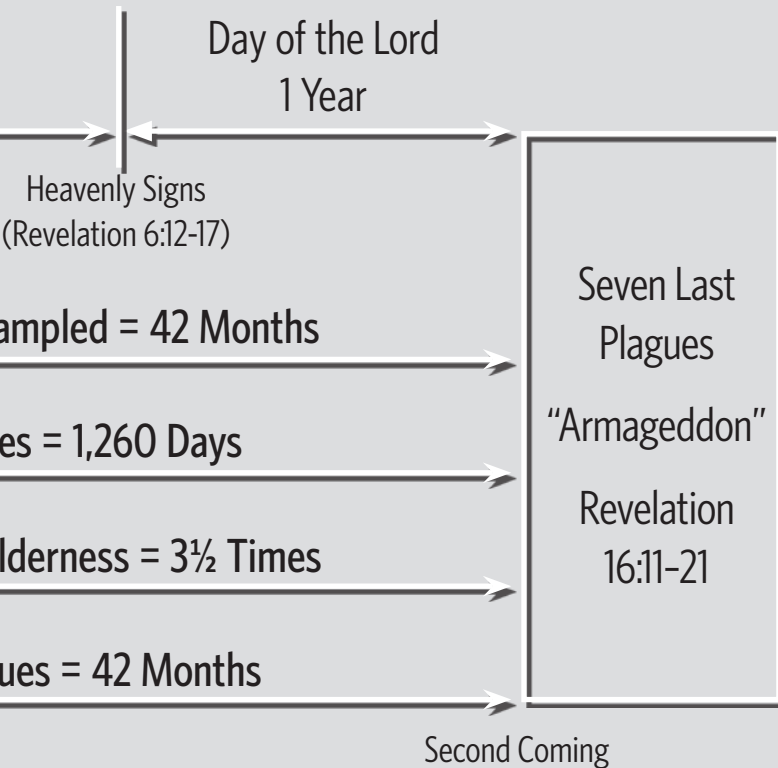 Day of the Lord
1 Year
Heavenly Signs
(Revelation 6:12-17)
ampled = 42 Months
es = 1,260 Days
lderness = 3½ Times
ues = 42 Months
Seven Last
Plagues
“Armageddon”
Revelation
16:11–21
Second Coming